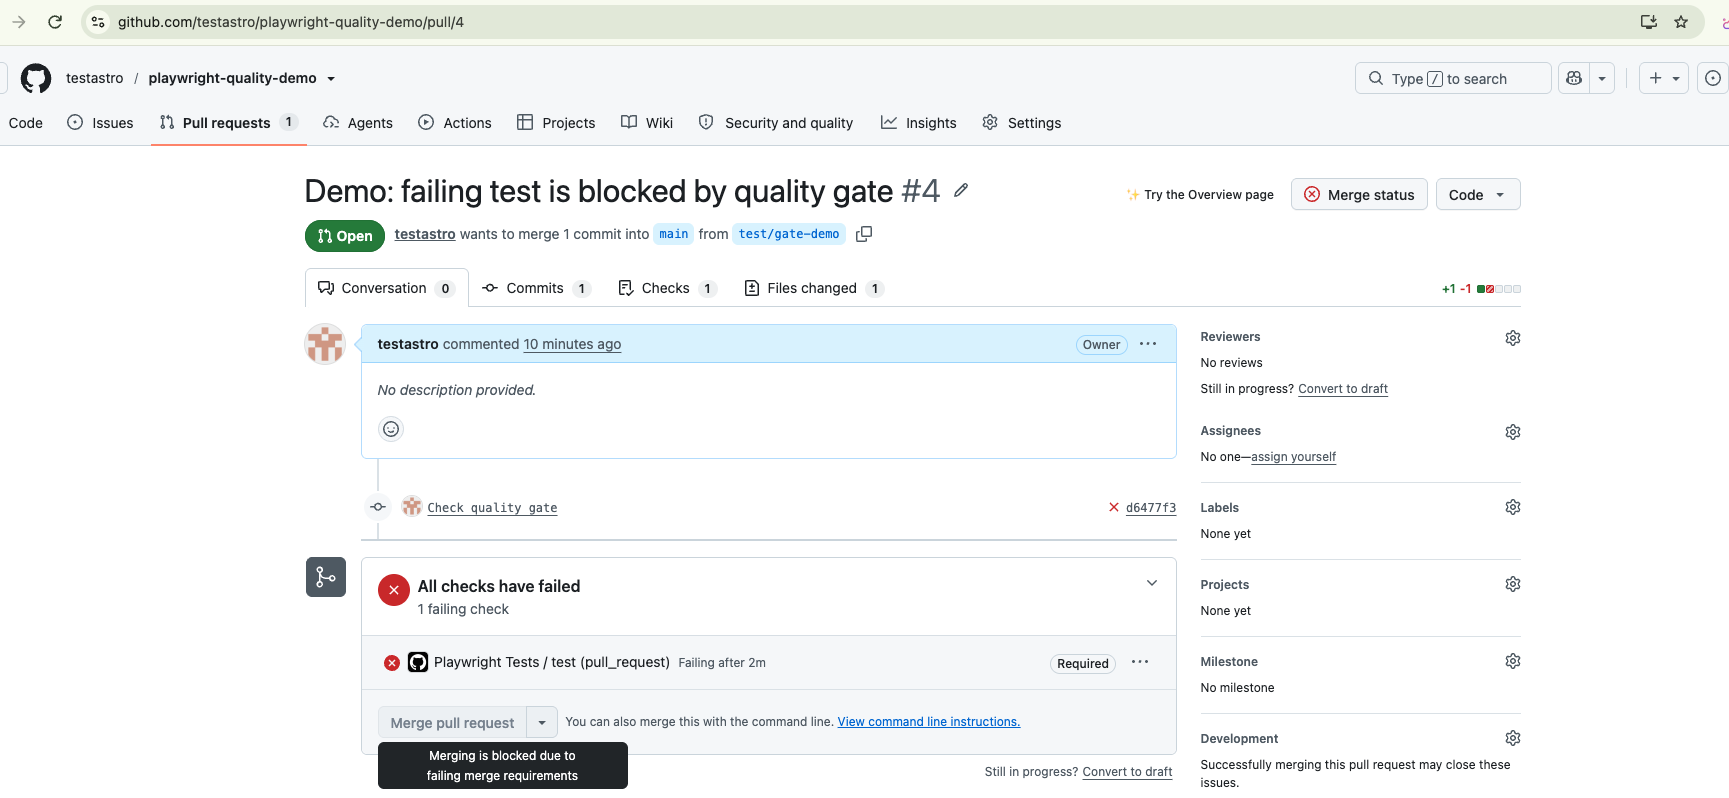 github.com/testastro/playwright-quality-demo/pull/4
testastro / playwright-quality-demo
Type / to search
Code Issues Pull requests 1 Agents Actions Projects Wiki Security and quality Insights Settings
Demo: failing test is blocked by quality gate #4
Try the Overview page Merge status Code
Open testastro wants to merge 1 commit into main from test/gate-demo
Conversation 0 Commits 1 Checks 1 Files changed 1
+1 -1
testastro commented 10 minutes ago Owner
No description provided.
Check quality gate d6477f3
All checks have failed
1 failing check
Playwright Tests / test (pull_request) Failing after 2m Required
Merge pull request You can also merge this with the command line. View command line instructions.
Merging is blocked due to
failing merge requirements
Still in progress? Convert to draft
Reviewers
No reviews
Still in progress? Convert to draft
Assignees
No one—assign yourself
Labels
None yet
Projects
None yet
Milestone
No milestone
Development
Successfully merging this pull request may close these
issues.